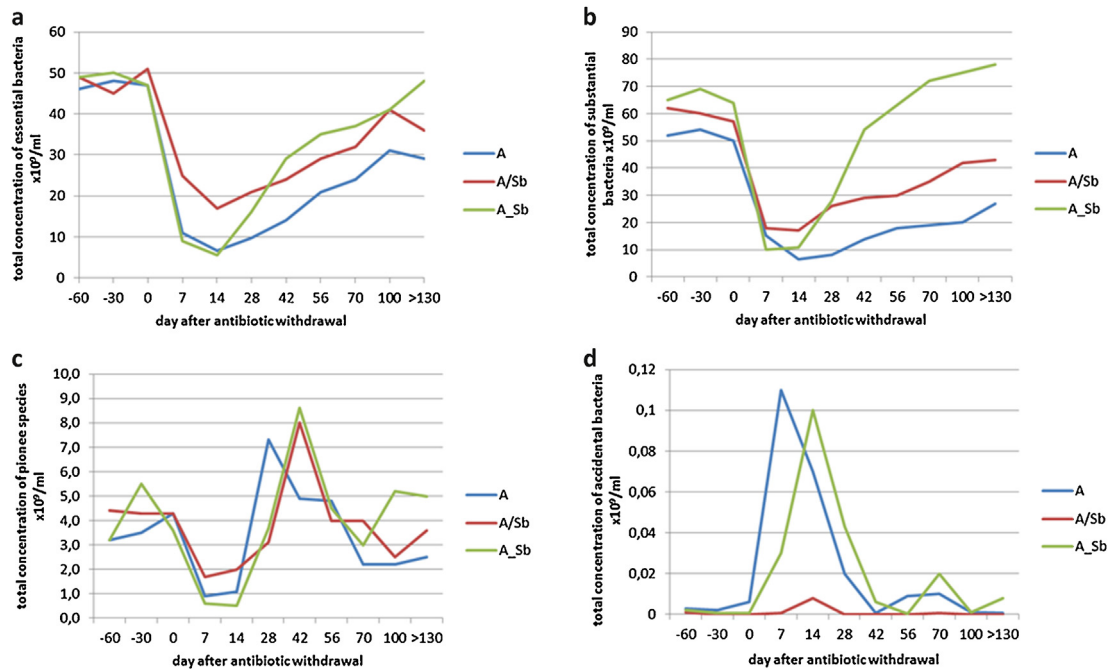 a
total concentration of essential bacteria
x10⁹/ml
60
50
40
30
20
10
0
-60 -30 0 7 14 28 42 56 70 100 >130
day after antibiotic withdrawal
A
A/Sb
A_Sb
b
total concentration of substantial
bacteria x10⁹/ml
90
80
70
60
50
40
30
20
10
0
-60 -30 0 7 14 28 42 56 70 100 >130
day after antibiotic withdrawal
A
A/Sb
A_Sb
c
total concentration of pionee species
x10⁹/ml
10,0
9,0
8,0
7,0
6,0
5,0
4,0
3,0
2,0
1,0
0,0
-60 -30 0 7 14 28 42 56 70 100 >130
day after antibiotic withdrawal
A
A/Sb
A_Sb
d
total concentration of accidental bacteria
x10⁹/ml
0,12
0,1
0,08
0,06
0,04
0,02
0
-60 -30 0 7 14 28 42 56 70 100 >130
day after antibiotic withdrawal
A
A/Sb
A_Sb